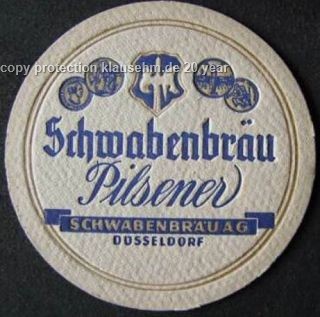 copy protection klausehm.de 20 year
Schwabenbräu
Pilsener
SCHWABENBRÄU AG
DÜSSELDORF